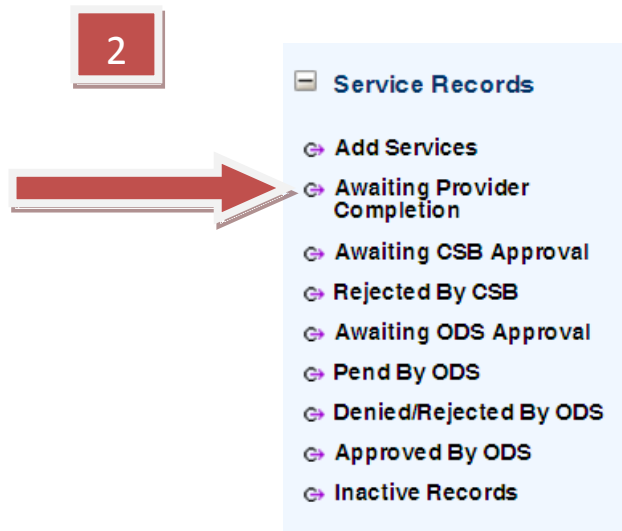 2
Service Records
Add Services
Awaiting Provider
Completion
Awaiting CSB Approval
Rejected By CSB
Awaiting ODS Approval
Pend By ODS
Denied/Rejected By ODS
Approved By ODS
Inactive Records